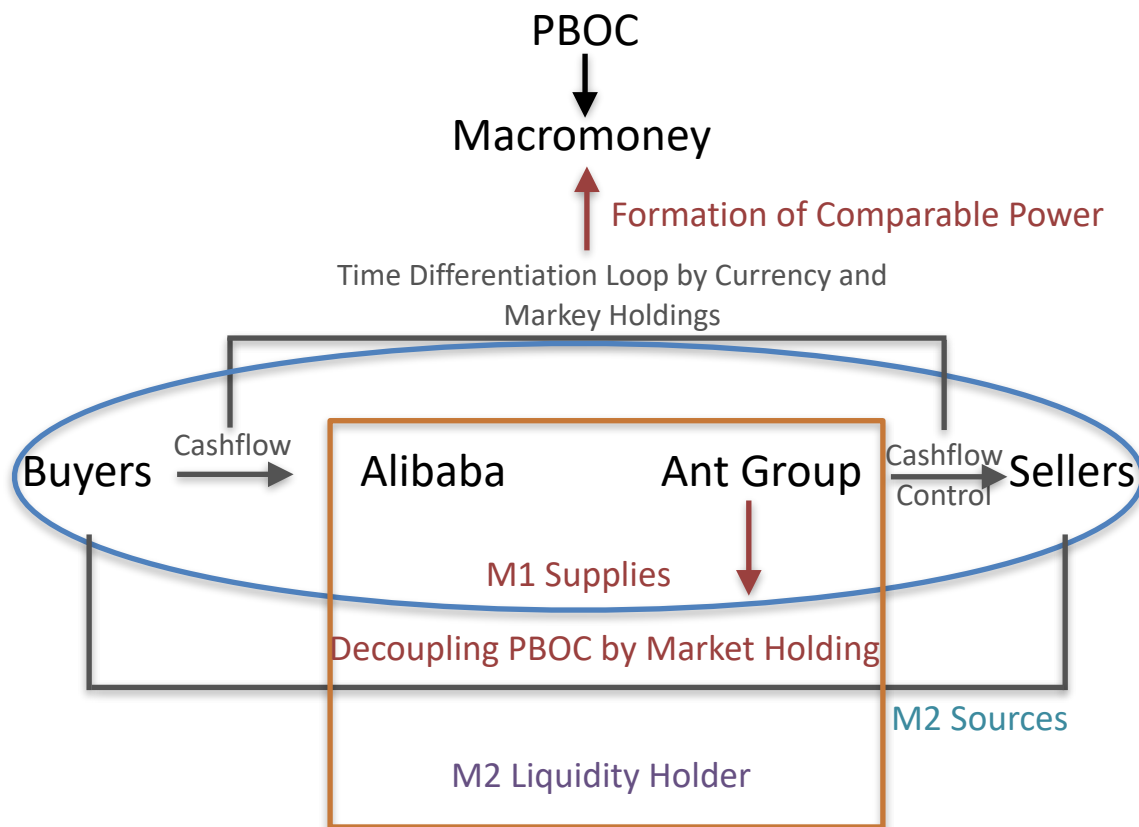 PBOC
Macromoney
Formation of Comparable Power
Time Differentiation Loop by Currency and
Markey Holdings
Cashflow
Buyers
Alibaba
Ant Group
Cashflow
Control
Sellers
M1 Supplies
Decoupling PBOC by Market Holding
M2 Sources
M2 Liquidity Holder